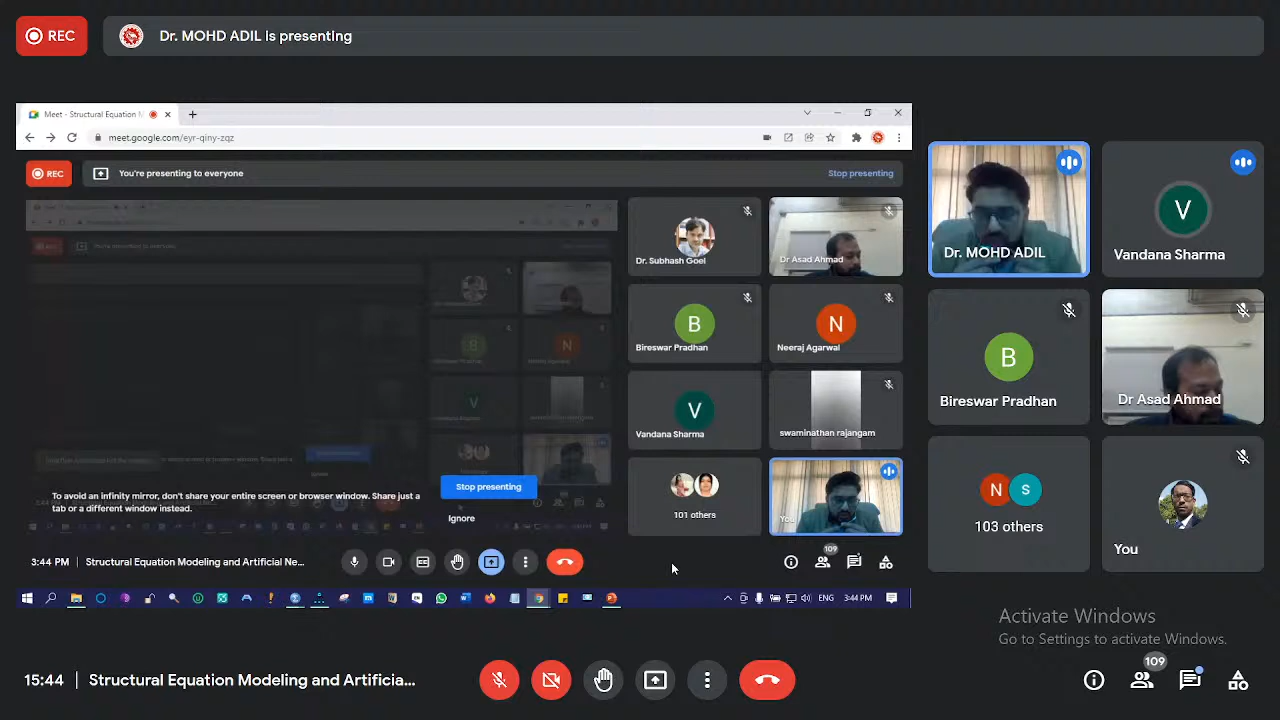 REC
Dr. MOHD ADIL is presenting
Meet - Structural Equation M
meet.google.com/eyr-qiny-zqz
REC
You're presenting to everyone
Stop presenting
Dr. Subhash Goel
Dr Asad Ahmad
Bireswar Pradhan
B
Neeraj Agarwal
N
Vandana Sharma
V
swaminathan rajangam
101 others
You
To avoid an infinity mirror, don't share your entire screen or browser window. Share just a
tab or a different window instead.
Stop presenting
Ignore
3:44 PM
Structural Equation Modeling and Artificial Ne...
109
ENG
3:44 PM
Dr. MOHD ADIL
V
Vandana Sharma
B
Bireswar Pradhan
Dr Asad Ahmad
N
S
103 others
You
Activate Windows
Go to Settings to activate Windows.
15:44
Structural Equation Modeling and Artificia...
109